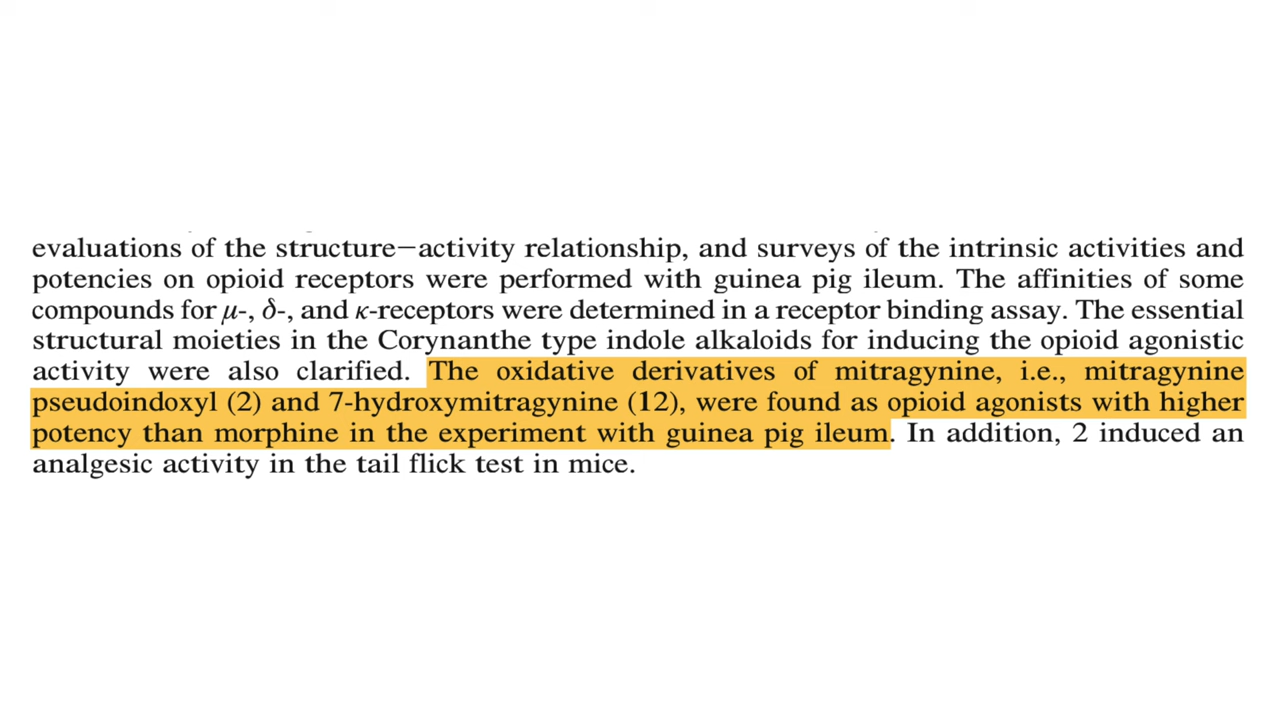 evaluations of the structure−activity relationship, and surveys of the intrinsic activities and
potencies on opioid receptors were performed with guinea pig ileum. The affinities of some
compounds for μ-, δ-, and κ-receptors were determined in a receptor binding assay. The essential
structural moieties in the Corynanthe type indole alkaloids for inducing the opioid agonistic
activity were also clarified. The oxidative derivatives of mitragynine, i.e., mitragynine
pseudoindoxyl (2) and 7-hydroxymitragynine (12), were found as opioid agonists with higher
potency than morphine in the experiment with guinea pig ileum. In addition, 2 induced an
analgesic activity in the tail flick test in mice.